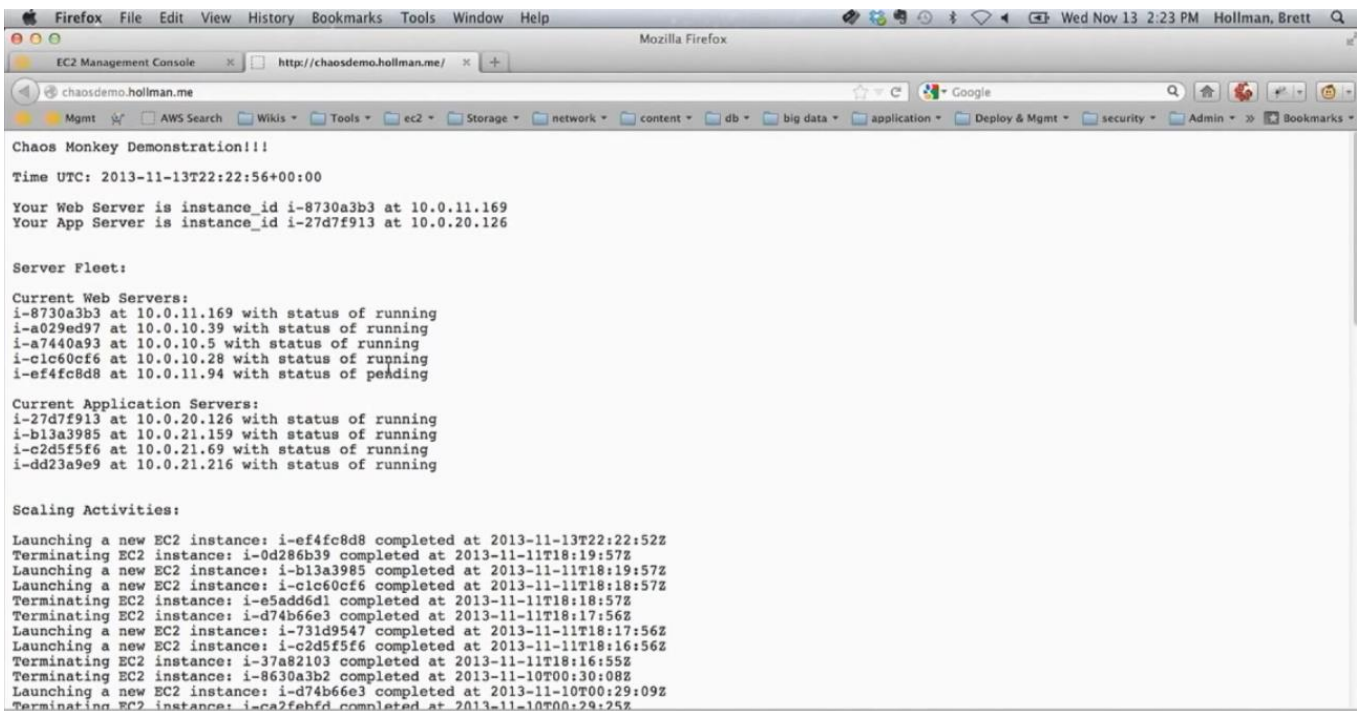 Firefox File Edit View History Bookmarks Tools Window Help Wed Nov 13 2:23 PM Hollman, Brett
Mozilla Firefox
EC2 Management Console http://chaosdemo.hollman.me/
chaosdemo.hollman.me Google
Mgmt AWS Search Wikis Tools ec2 Storage network content db big data application Deploy & Mgmt security Admin Bookmarks
Chaos Monkey Demonstration!!!
Time UTC: 2013-11-13T22:22:56+00:00
Your Web Server is instance_id i-8730a3b3 at 10.0.11.169
Your App Server is instance_id i-27d7f913 at 10.0.20.126
Server Fleet:
Current Web Servers:
i-8730a3b3 at 10.0.11.169 with status of running
i-a029ed97 at 10.0.10.39 with status of running
i-a7440a93 at 10.0.10.5 with status of running
i-c1c60cf6 at 10.0.10.28 with status of running
i-ef4fc8d8 at 10.0.11.94 with status of pending
Current Application Servers:
i-27d7f913 at 10.0.20.126 with status of running
i-b13a3985 at 10.0.21.159 with status of running
i-c2d5f5f6 at 10.0.21.69 with status of running
i-dd23a9e9 at 10.0.21.216 with status of running
Scaling Activities:
Launching a new EC2 instance: i-ef4fc8d8 completed at 2013-11-13T22:22:52Z
Terminating EC2 instance: i-0d286b39 completed at 2013-11-11T18:19:57Z
Launching a new EC2 instance: i-b13a3985 completed at 2013-11-11T18:19:57Z
Launching a new EC2 instance: i-c1c60cf6 completed at 2013-11-11T18:18:57Z
Terminating EC2 instance: i-e5add6d1 completed at 2013-11-11T18:18:57Z
Terminating EC2 instance: i-d74b66e3 completed at 2013-11-11T18:17:56Z
Launching a new EC2 instance: i-731d9547 completed at 2013-11-11T18:17:56Z
Launching a new EC2 instance: i-c2d5f5f6 completed at 2013-11-11T18:16:56Z
Terminating EC2 instance: i-37a82103 completed at 2013-11-11T18:16:55Z
Terminating EC2 instance: i-8630a3b2 completed at 2013-11-10T00:30:08Z
Launching a new EC2 instance: i-d74b66e3 completed at 2013-11-10T00:29:09Z
Terminating EC2 instance: i-ca2febfd completed at 2013-11-10T00:29:25Z